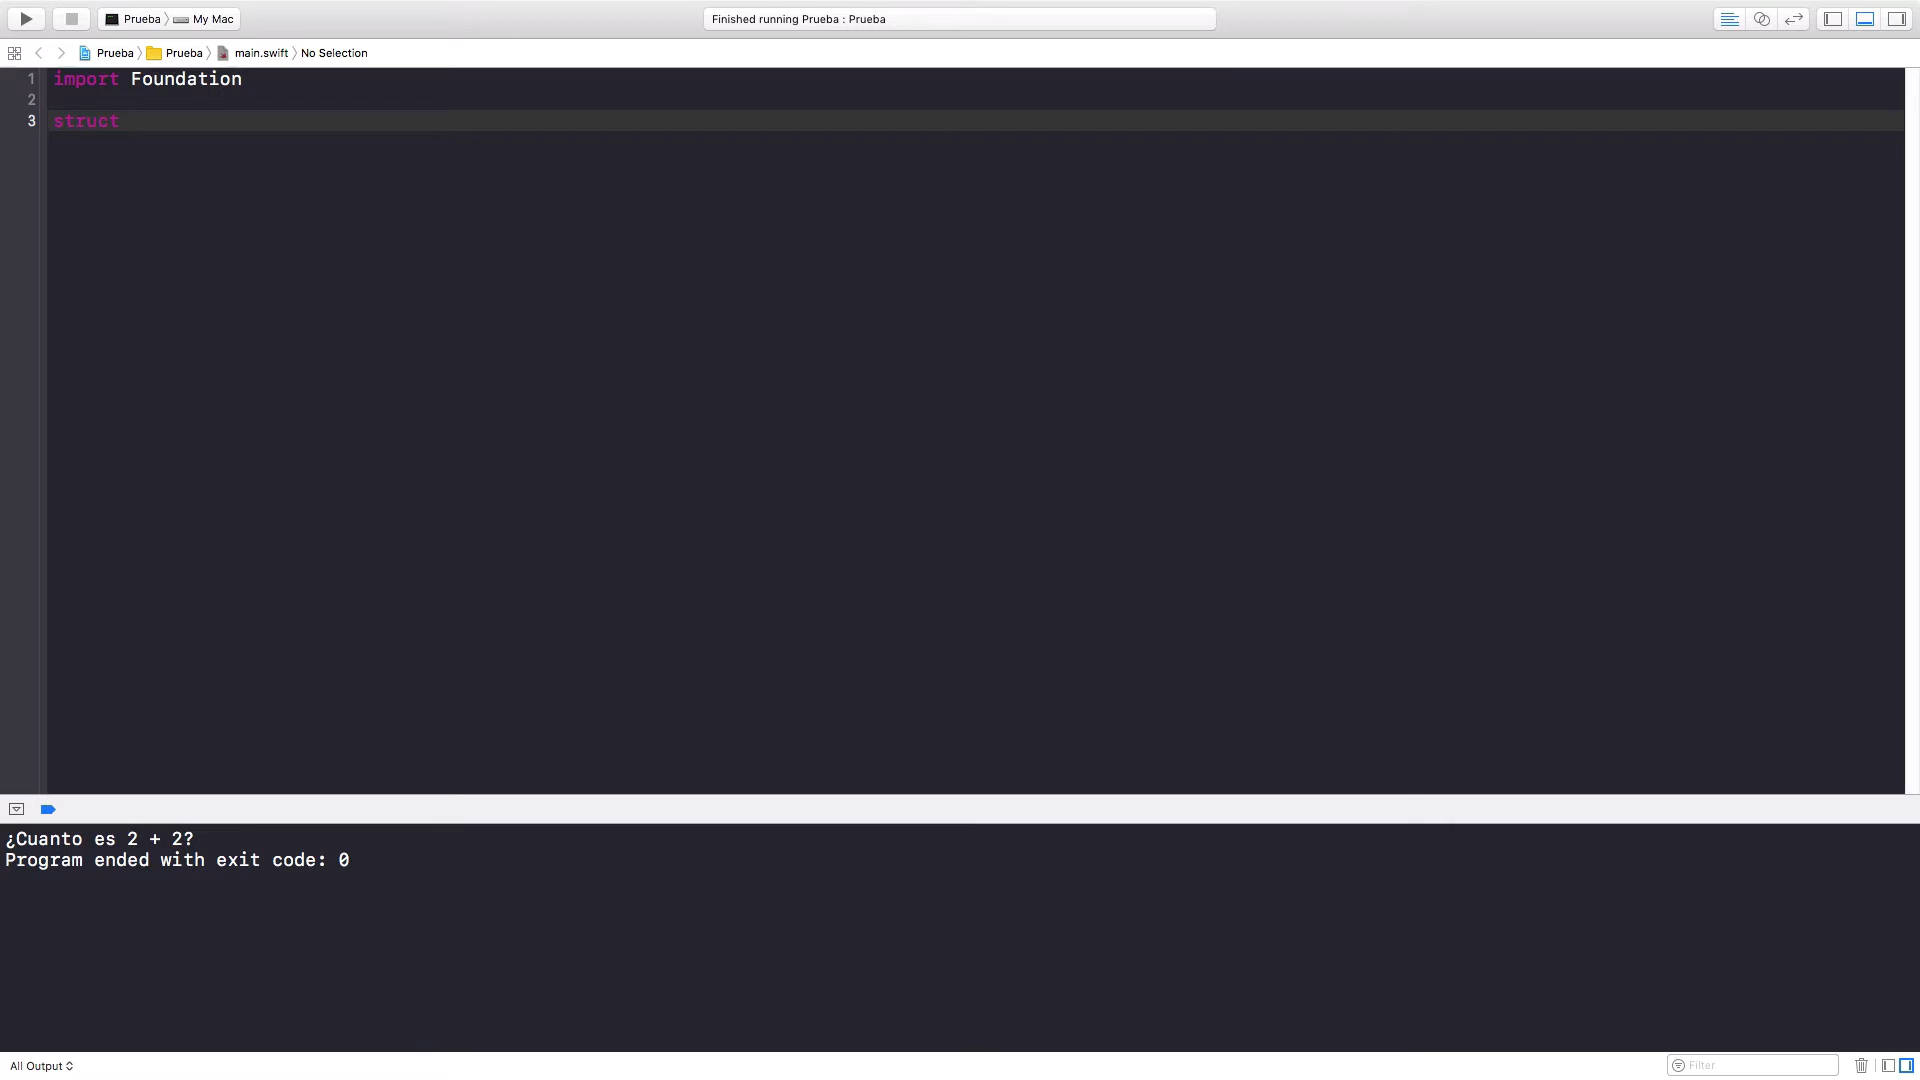 Prueba My Mac
Finished running Prueba : Prueba
Prueba Prueba main.swift No Selection
1 import Foundation
2
3 struct
¿Cuanto es 2 + 2?
Program ended with exit code: 0
All Output
Filter